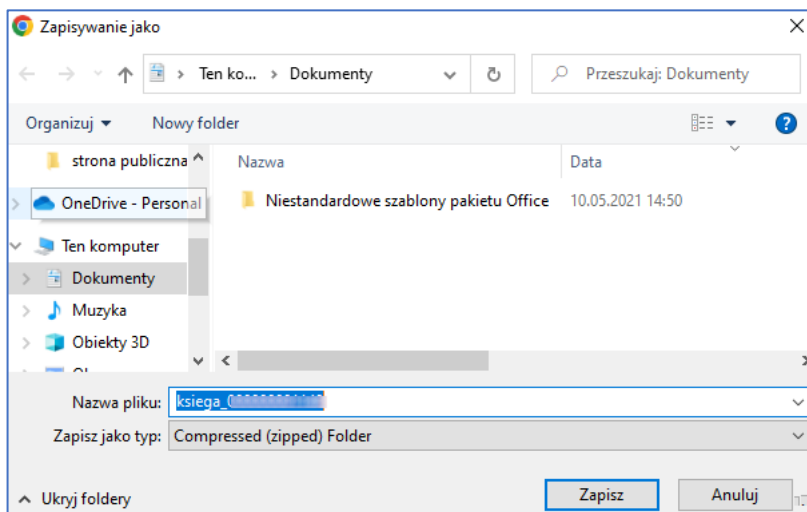 Zapisywanie jako
Ten ko... > Dokumenty
Przeszukaj: Dokumenty
Organizuj
Nowy folder
strona publiczna
Nazwa
Data
OneDrive - Personal
Niestandardowe szablony pakietu Office
10.05.2021 14:50
Ten komputer
Dokumenty
Muzyka
Obiekty 3D
Nazwa pliku:
ksiega_
Zapisz jako typ:
Compressed (zipped) Folder
Ukryj foldery
Zapisz
Anuluj